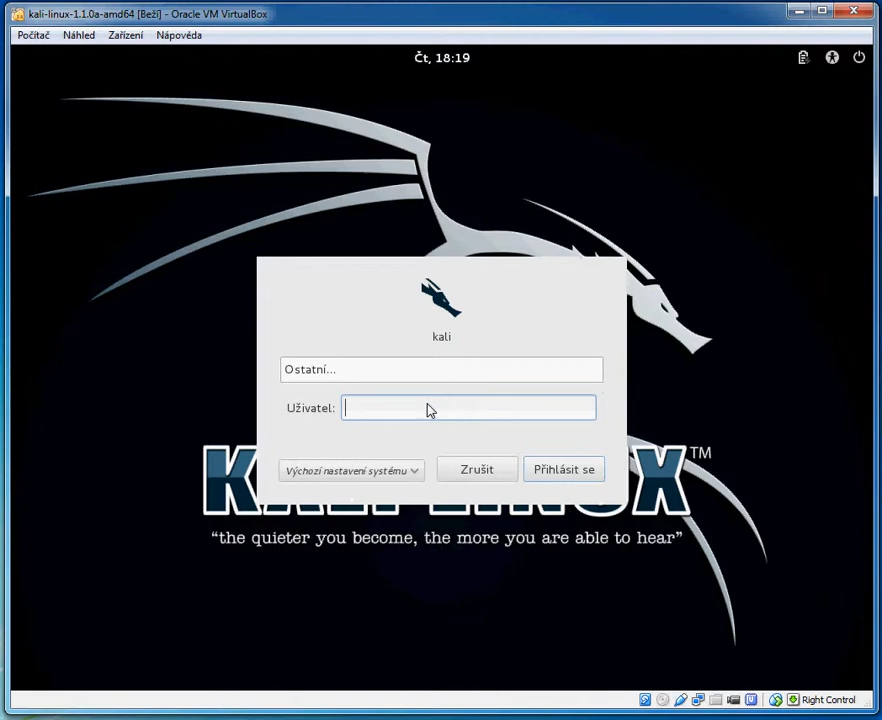 kali-linux-1.1.0a-amd64 [Beží] - Oracle VM VirtualBox
Počítač Náhled Zařízení Nápověda
Čt, 18:19
kali
Ostatní...
Uživatel:
Výchozí nastavení systému Zrušit Přihlásit se
TM
“the quieter you become, the more you are able to hear”
Right Control